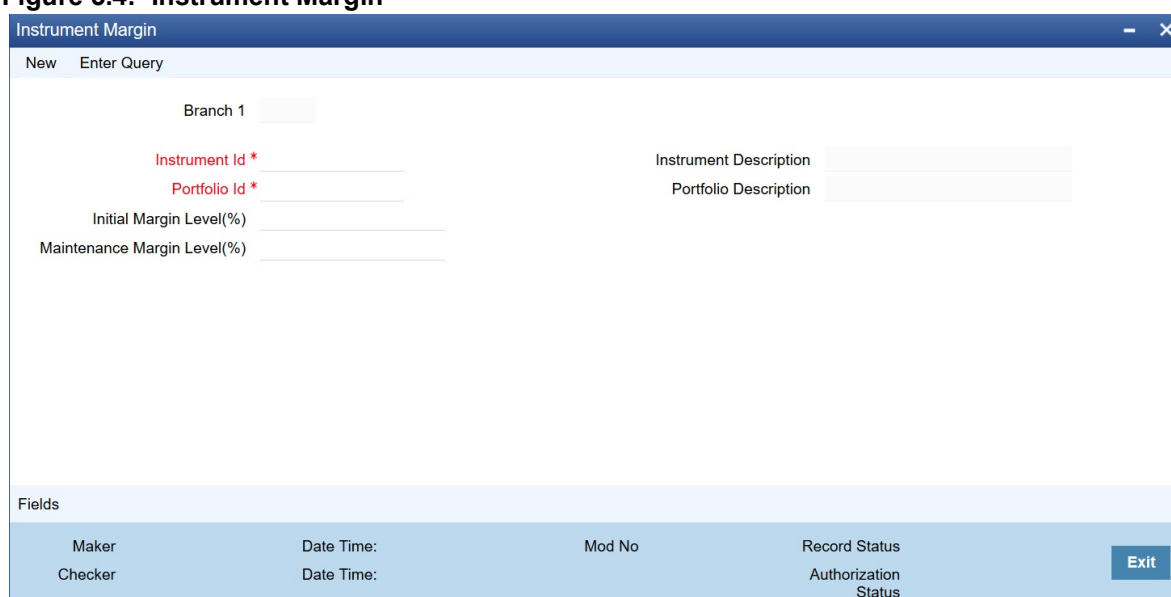 Figure 3.4: Instrument Margin
Instrument Margin
New Enter Query
Branch 1
Instrument Id * Instrument Description
Portfolio Id * Portfolio Description
Initial Margin Level(%)
Maintenance Margin Level(%)
Fields
Maker Date Time: Mod No Record Status
Exit
Checker Date Time: Authorization
Status